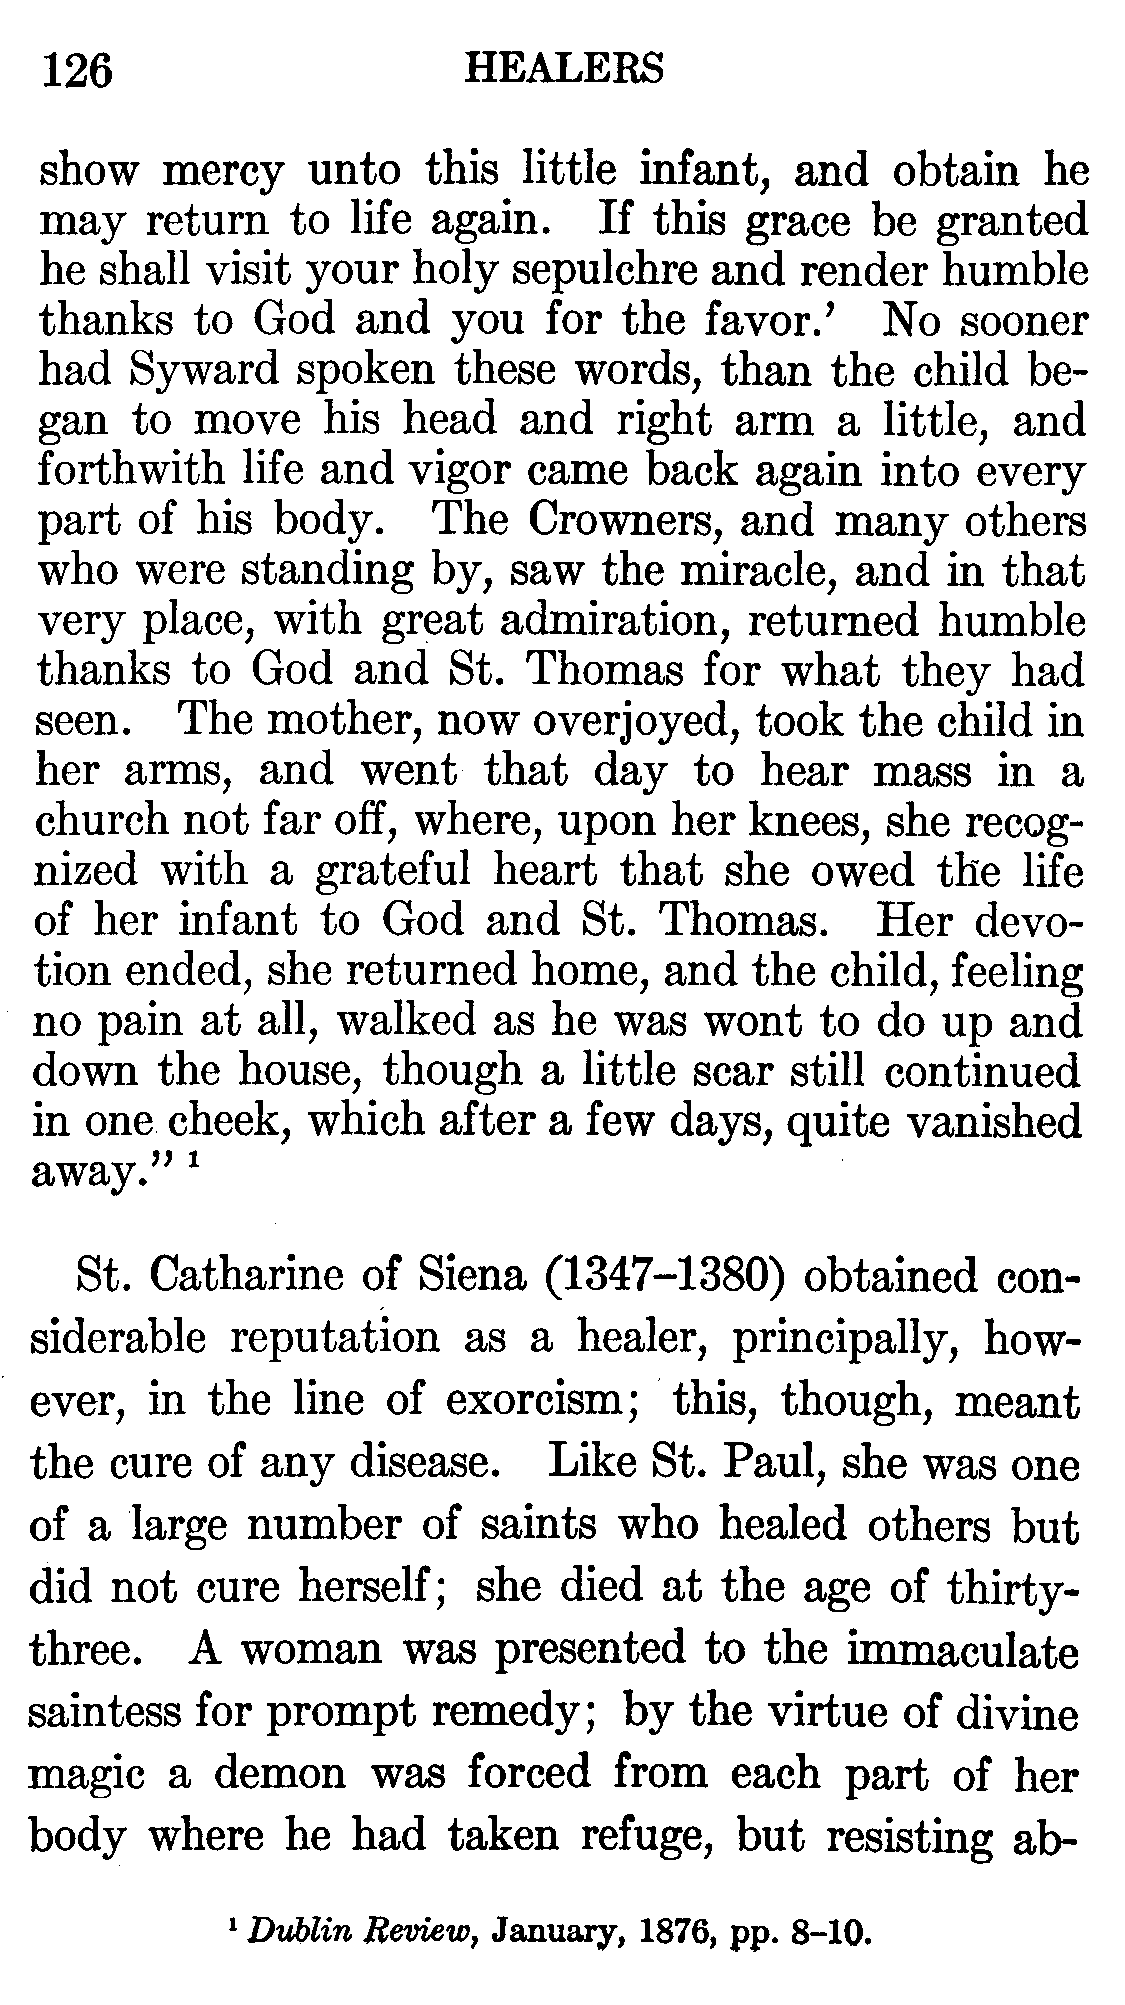 126 HEALERS
show mercy unto this little infant, and obtain he
may return to life again. If this grace be granted
he shall visit your holy sepulchre and render humble
thanks to God and you for the favor.’ No sooner
had Syward spoken these words, than the child be-
gan to move his head and right arm a little, and
forthwith life and vigor came back again into every
part of his body. The Crowners, and many others
who were standing by, saw the miracle, and in that
very place, with great admiration, returned humble
thanks to God and St. Thomas for what they had
seen. The mother, now overjoyed, took the child in
her arms, and went that day to hear mass in a
church not far off, where, upon her knees, she recog-
nized with a grateful heart that she owed the life
of her infant to God and St. Thomas. Her devo-
tion ended, she returned home, and the child, feeling
no pain at all, walked as he was wont to do up and
down the house, though a little scar still continued
in one cheek, which after a few days, quite vanished
away.” ¹
St. Catharine of Siena (1347–1380) obtained con-
siderable reputation as a healer, principally, how-
ever, in the line of exorcism; this, though, meant
the cure of any disease. Like St. Paul, she was one
of a large number of saints who healed others but
did not cure herself; she died at the age of thirty-
three. A woman was presented to the immaculate
saintess for prompt remedy; by the virtue of divine
magic a demon was forced from each part of her
body where he had taken refuge, but resisting ab-
¹ Dublin Review, January, 1876, pp. 8–10.